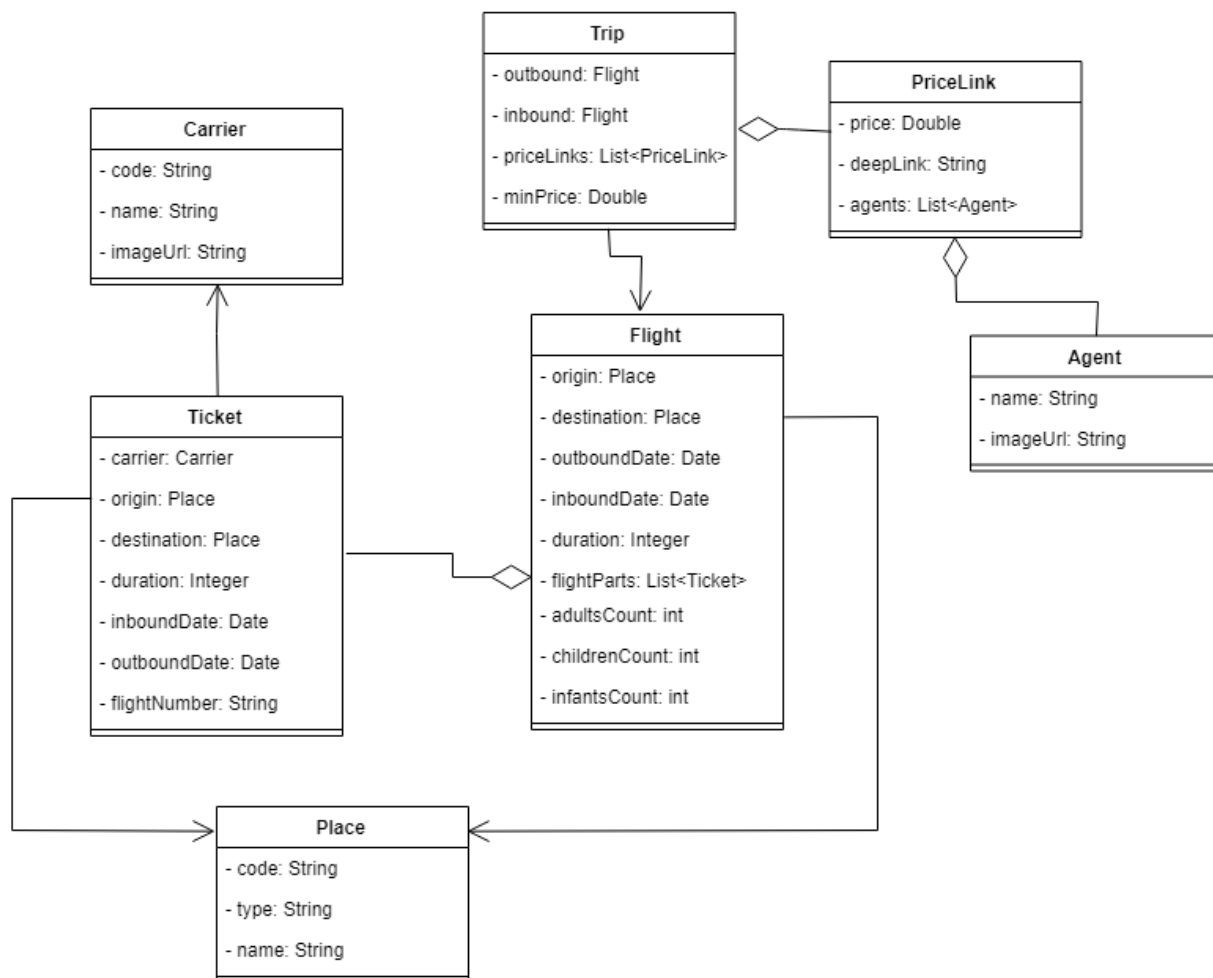 Trip
- outbound: Flight
- inbound: Flight
- priceLinks: List<PriceLink>
- minPrice: Double
PriceLink
- price: Double
- deepLink: String
- agents: List<Agent>
Carrier
- code: String
- name: String
- imageUrl: String
Flight
- origin: Place
- destination: Place
- outboundDate: Date
- inboundDate: Date
- duration: Integer
- flightParts: List<Ticket>
- adultsCount: int
- childrenCount: int
- infantsCount: int
Agent
- name: String
- imageUrl: String
Ticket
- carrier: Carrier
- origin: Place
- destination: Place
- duration: Integer
- inboundDate: Date
- outboundDate: Date
- flightNumber: String
Place
- code: String
- type: String
- name: String